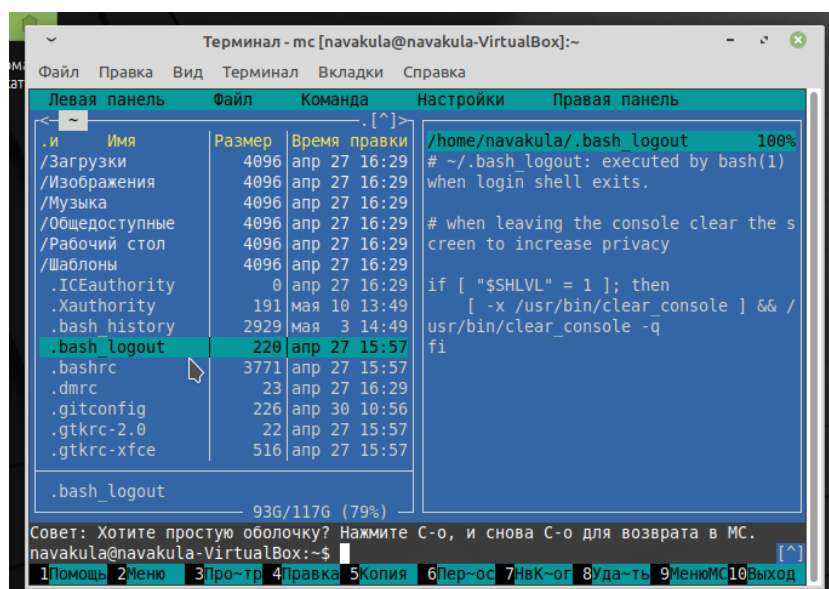 Терминал - mc [navakula@navakula-VirtualBox]:~
Файл Правка Вид Терминал Вкладки Справка
Левая панель Файл Команда Настройки Правая панель
<- ~ .[^]>
.и Имя Размер Время правки
/Загрузки 4096 апр 27 16:29
/Изображения 4096 апр 27 16:29
/Музыка 4096 апр 27 16:29
/Общедоступные 4096 апр 27 16:29
/Рабочий стол 4096 апр 27 16:29
/Шаблоны 4096 апр 27 16:29
.ICEauthority 0 апр 27 16:29
.Xauthority 191 мая 10 13:49
.bash_history 2929 мая 3 14:49
.bash_logout 220 апр 27 15:57
.bashrc 3771 апр 27 15:57
.dmrc 23 апр 27 16:29
.gitconfig 226 апр 30 10:56
.gtkrc-2.0 22 апр 27 15:57
.gtkrc-xfce 516 апр 27 15:57
.bash_logout
93G/117G (79%)
/home/navakula/.bash_logout 100%
# ~/.bash_logout: executed by bash(1)
when login shell exits.
# when leaving the console clear the s
creen to increase privacy
if [ "$SHLVL" = 1 ]; then
[ -x /usr/bin/clear_console ] && /
usr/bin/clear_console -q
fi
Совет: Хотите простую оболочку? Нажмите C-o, и снова C-o для возврата в MC.
navakula@navakula-VirtualBox:~$
[^]
1Помощь 2Меню 3Про~тр 4Правка 5Копия 6Пер~ос 7НвК~ог 8Уда~ть 9МенюMC 10Выход